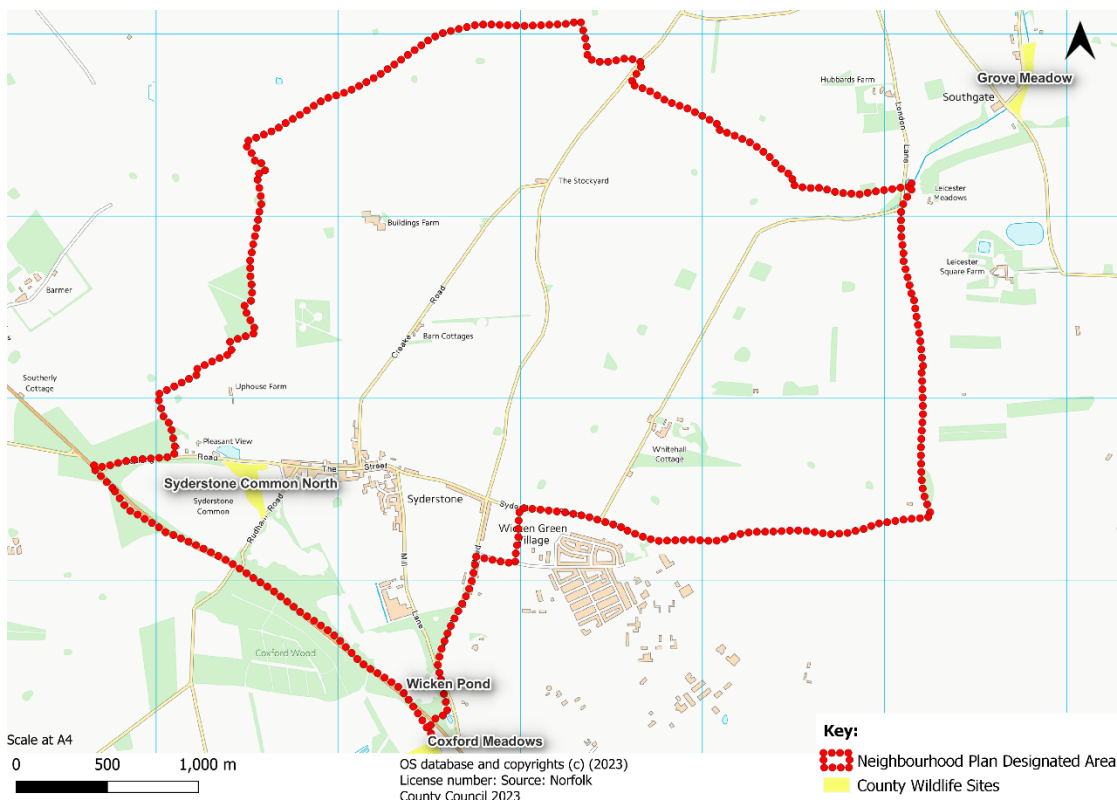 Grove Meadow
Hubbards Farm
Southgate
London
Lane
The Stockyard
Leicester
Meadows
Buildings Farm
Leicester
Square Farm
Barmer
Road
Creake
Barn Cottages
Southerly
Cottage
Uphouse Farm
Whitehall
Cottage
Pleasant View
Road
The
Street
Syderstone Common North
Syderstone
Common
Road
Syderstone
Wicken Green
Village
Mill
Lane
Coxford Wood
Wicken Pond
Coxford Meadows
Scale at A4
0 500 1,000 m
OS database and copyrights (c) (2023)
License number: Source: Norfolk
County Council 2023
Key:
Neighbourhood Plan Designated Area
County Wildlife Sites